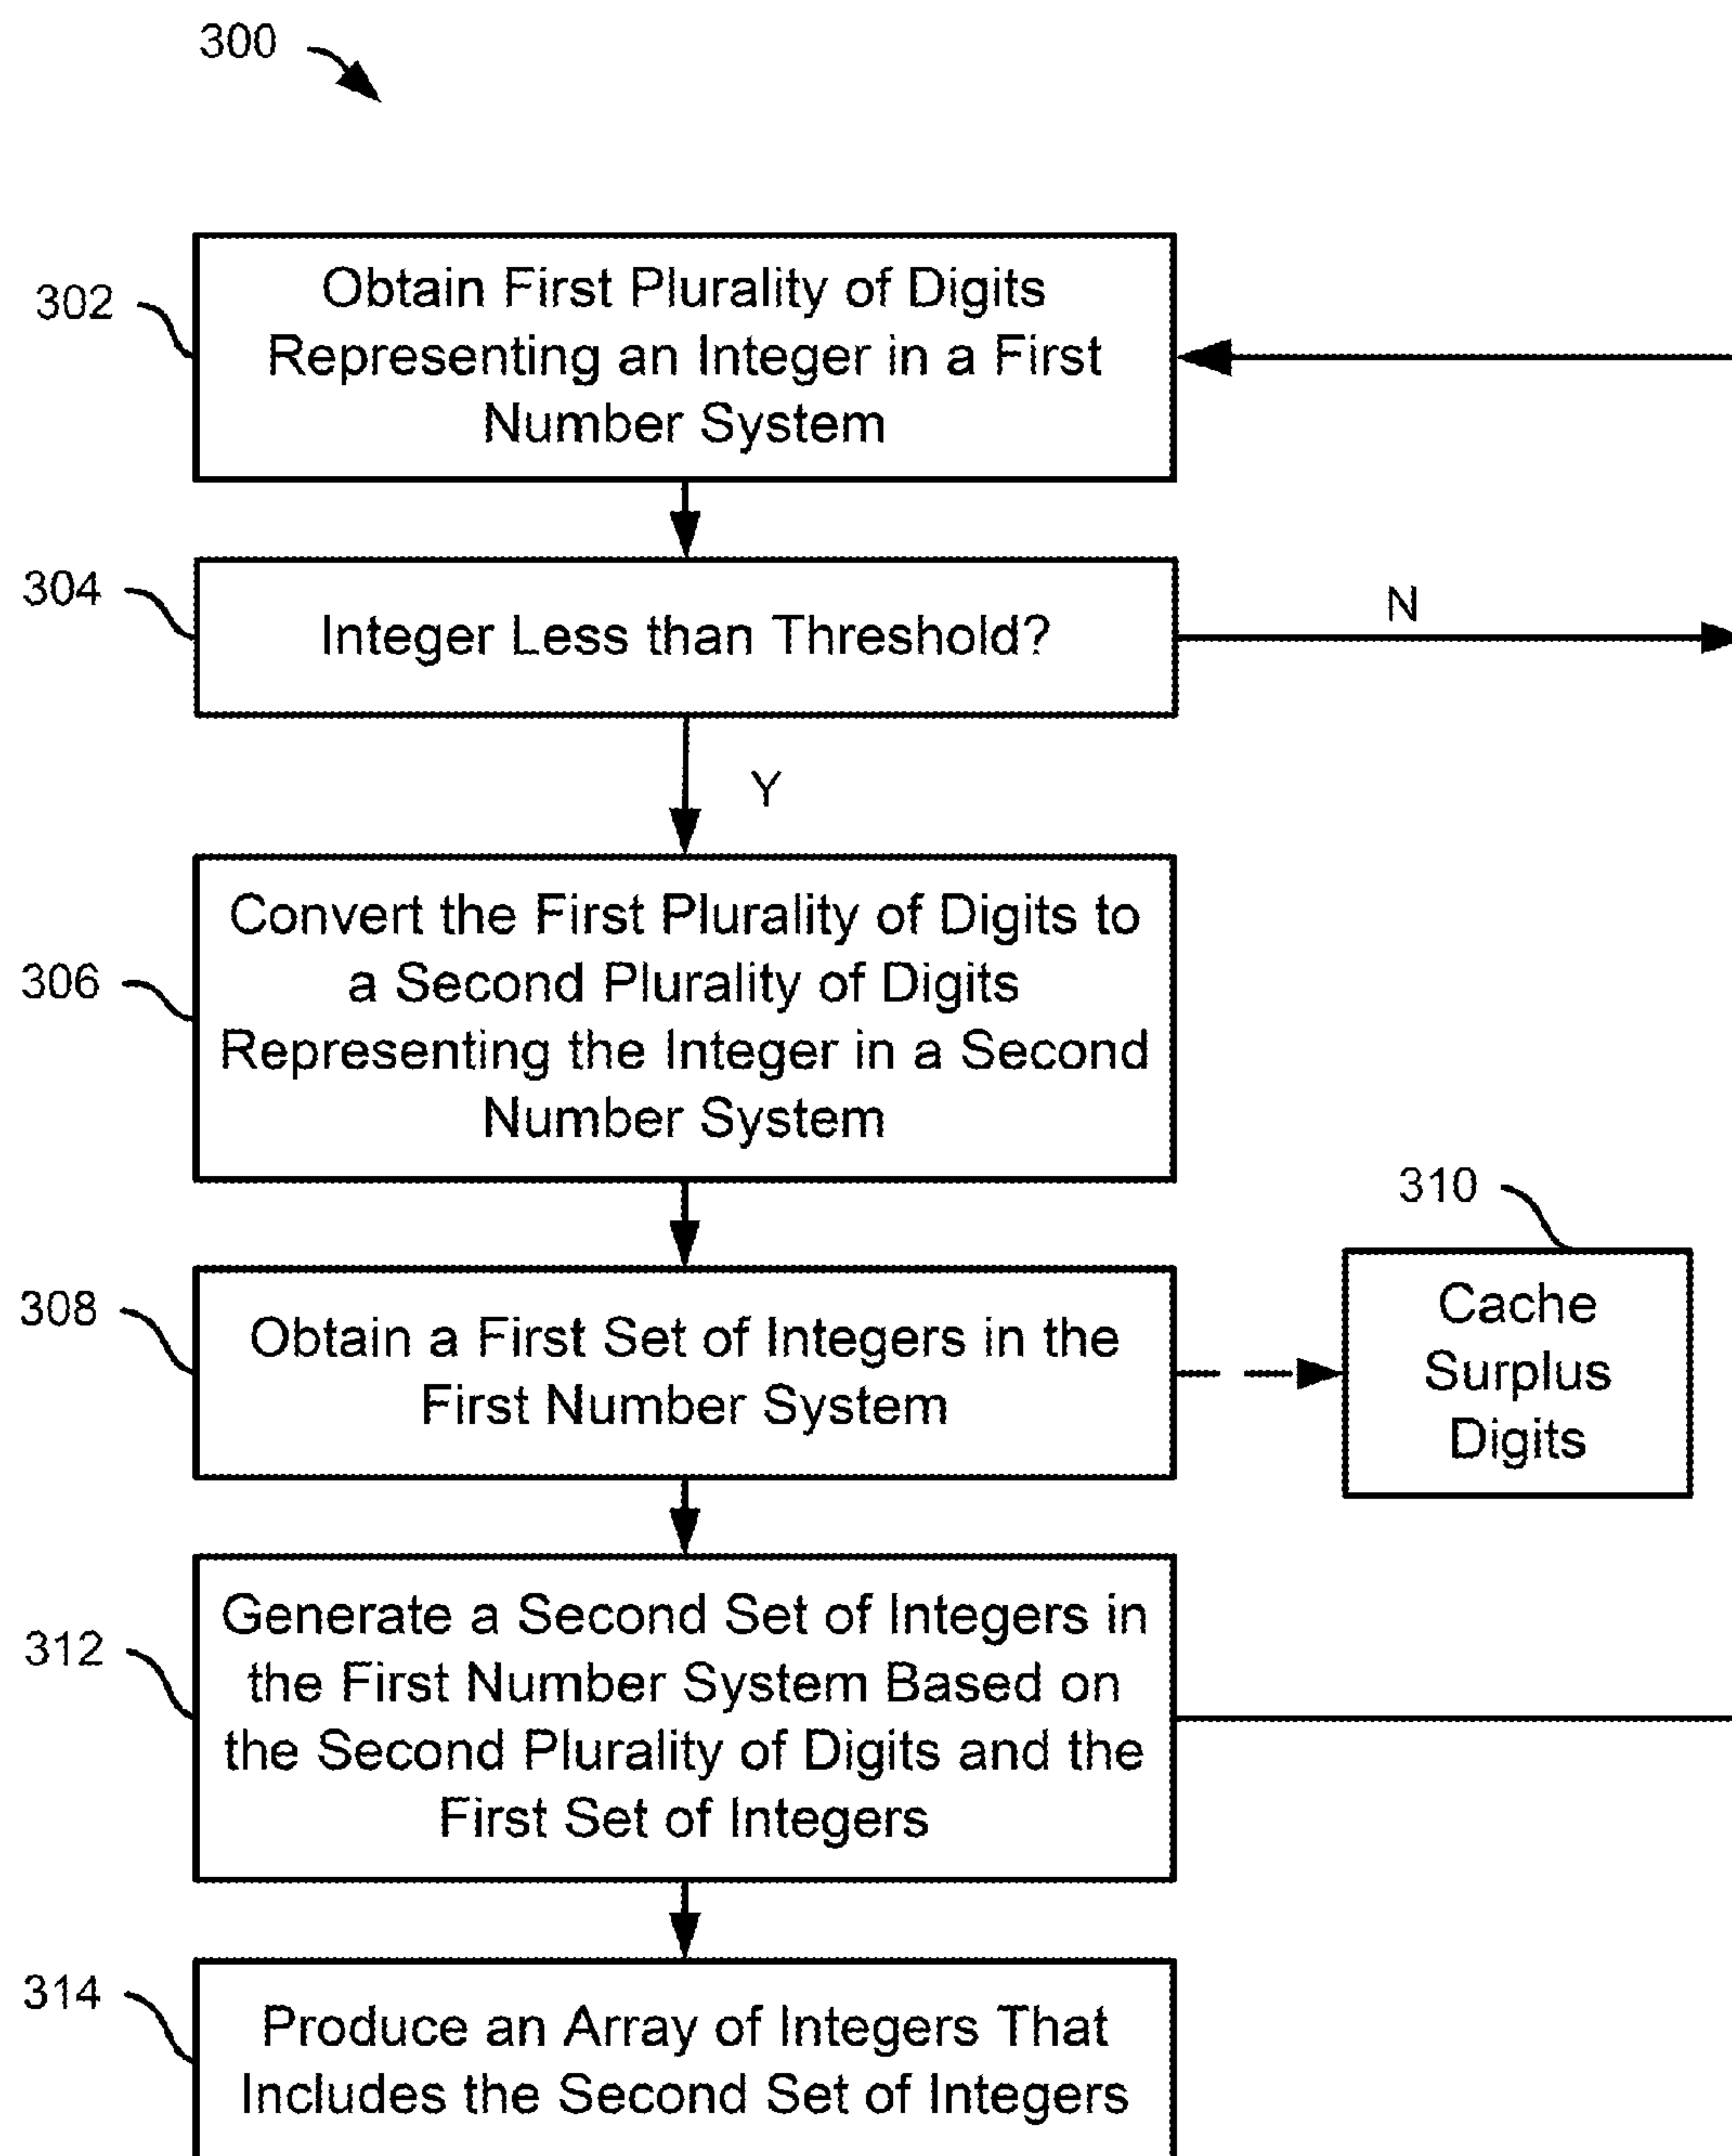 300
302
Obtain First Plurality of Digits
Representing an Integer in a First
Number System
304
Integer Less than Threshold?
N
Y
306
Convert the First Plurality of Digits to
a Second Plurality of Digits
Representing the Integer in a Second
Number System
308
Obtain a First Set of Integers in the
First Number System
310
Cache
Surplus
Digits
312
Generate a Second Set of Integers in
the First Number System Based on
the Second Plurality of Digits and the
First Set of Integers
314
Produce an Array of Integers That
Includes the Second Set of Integers